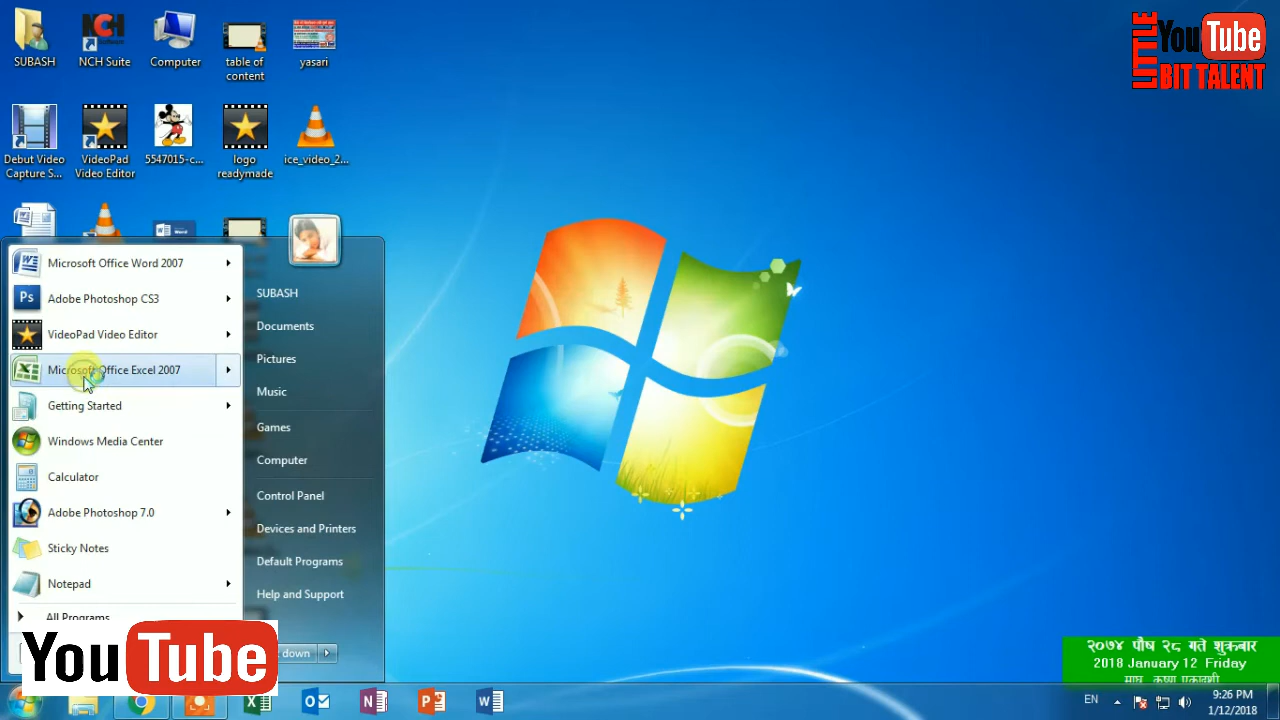 SUBASH
NCH Suite
Computer
table of
content
yasari
LITTLE
YouTube
BIT TALENT
Debut Video
Capture S...
VideoPad
Video Editor
5547015-c...
logo
readymade
ice_video_2...
Microsoft Office Word 2007
Adobe Photoshop CS3
VideoPad Video Editor
Microsoft Office Excel 2007
Getting Started
Windows Media Center
Calculator
Adobe Photoshop 7.0
Sticky Notes
Notepad
All Programs
SUBASH
Documents
Pictures
Music
Games
Computer
Control Panel
Devices and Printers
Default Programs
Help and Support
down
YouTube
२०७४ पौष २८ गते शुक्रबार
2018 January 12 Friday
माघ कृष्ण एकादशी
EN
9:26 PM
1/12/2018